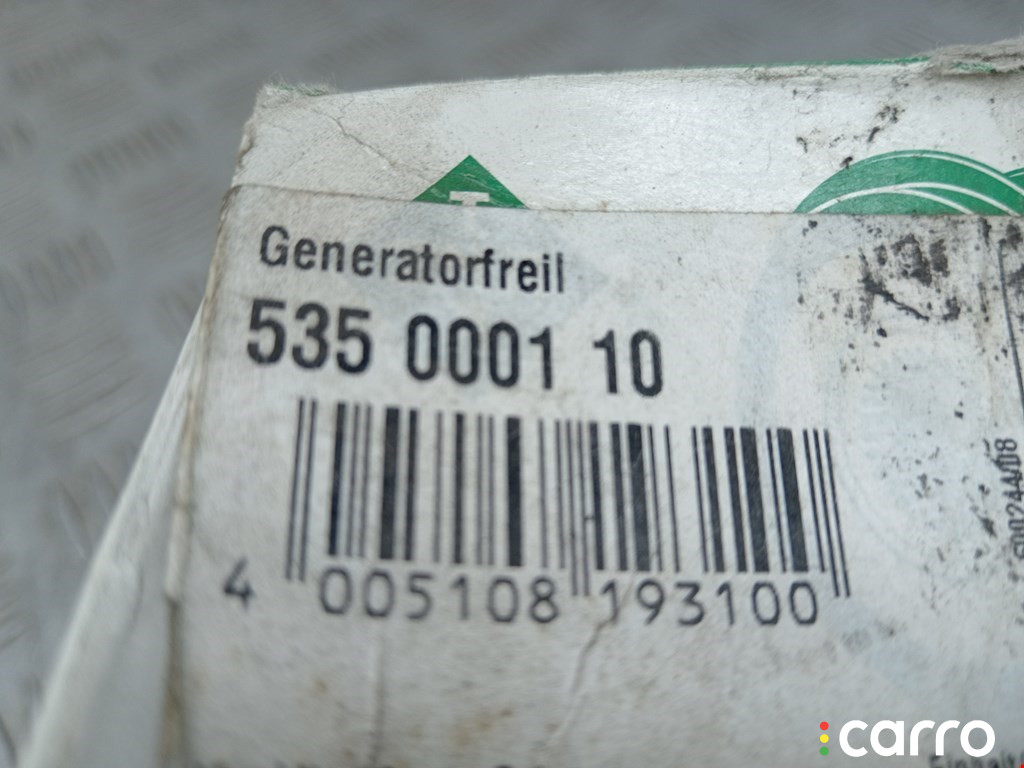 Generatorfreil
535 0001 10
4 005108 193100
carro